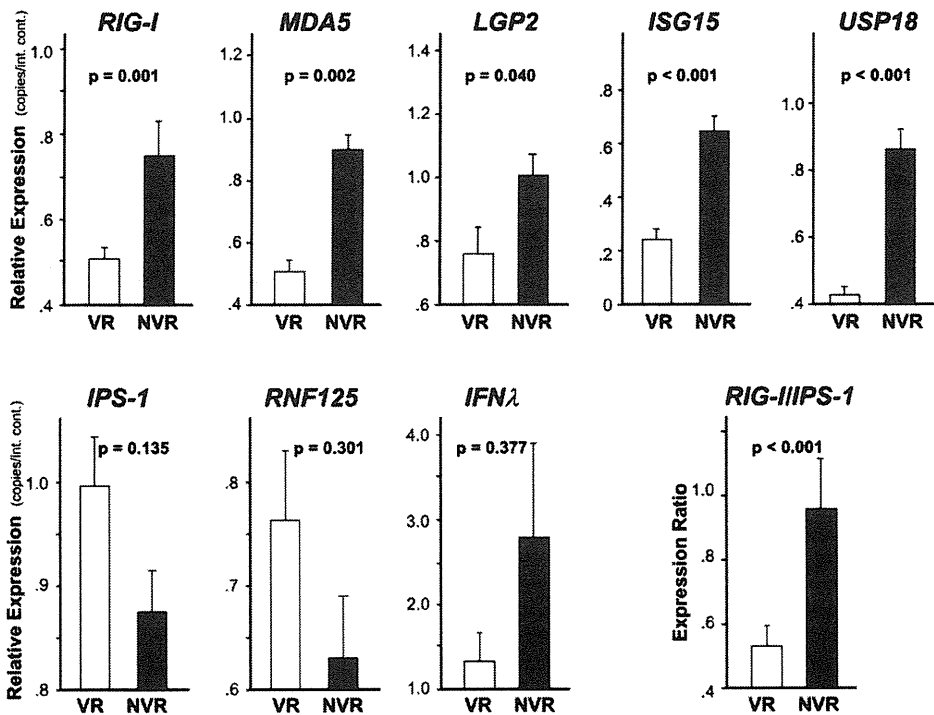 RIG-I MDA5 LGP2 ISG15 USP18
Relative Expression (copies/int. cont.)
1.0
.8
.6
.4
p = 0.001
VR NVR
1.0
.8
.6
.4
p = 0.002
VR NVR
1.4
1.2
1.0
.8
.6
p = 0.040
VR NVR
.8
.6
.4
.2
0
p < 0.001
VR NVR
1.0
.8
.6
.4
p < 0.001
VR NVR
IPS-1 RNF125 IFNλ RIG-I/IPS-1
Relative Expression (copies/int. cont.)
1.0
.9
.8
p = 0.135
VR NVR
.8
.7
.6
p = 0.301
VR NVR
4.0
3.0
2.0
1.0
p = 0.377
VR NVR
Expression Ratio
1.0
.8
.6
.4
p < 0.001
VR NVR